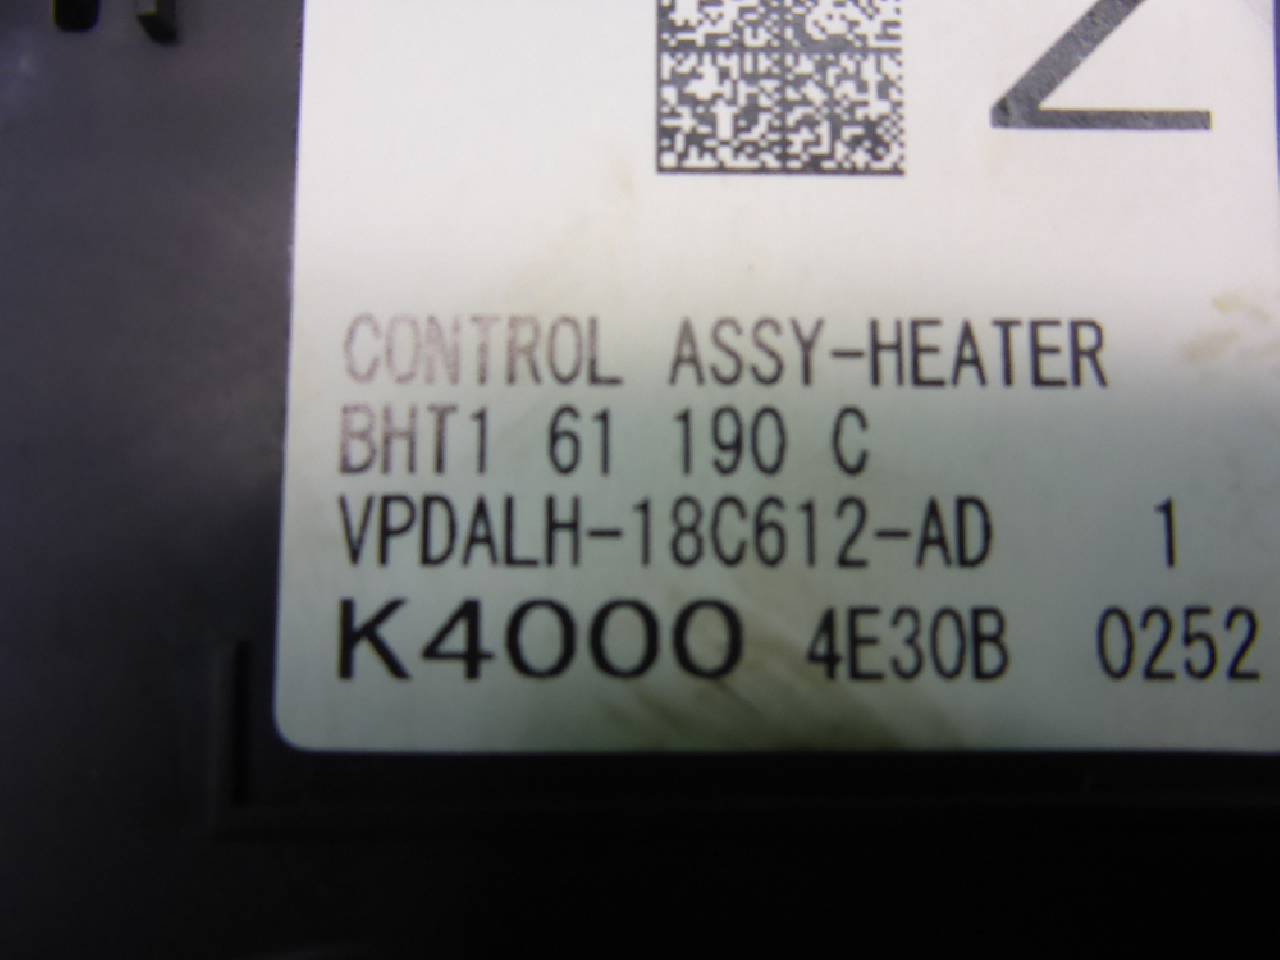 Z
CONTROL ASSY-HEATER
BHT1 61 190 C
VPDALH-18C612-AD 1
K4000 4E30B 0252